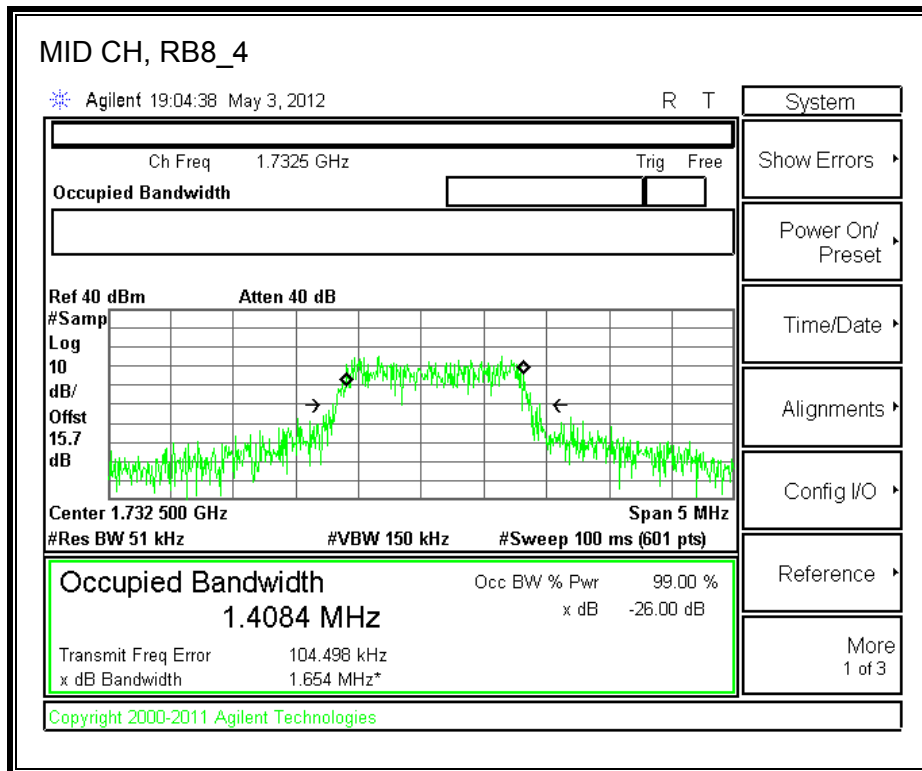 MID CH, RB8_4
Agilent 19:04:38 May 3, 2012 R T
System
Ch Freq 1.7325 GHz Trig Free
Show Errors
Occupied Bandwidth
Power On/
Preset
Ref 40 dBm Atten 40 dB
#Samp
Log
10
dB/
Offst
15.7
dB
Time/Date
Alignments
Config I/O
Center 1.732 500 GHz Span 5 MHz
#Res BW 51 kHz #VBW 150 kHz #Sweep 100 ms (601 pts)
Occupied Bandwidth Occ BW % Pwr 99.00 %
1.4084 MHz x dB -26.00 dB
Reference
Transmit Freq Error 104.498 kHz
x dB Bandwidth 1.654 MHz*
More
1 of 3
Copyright 2000-2011 Agilent Technologies